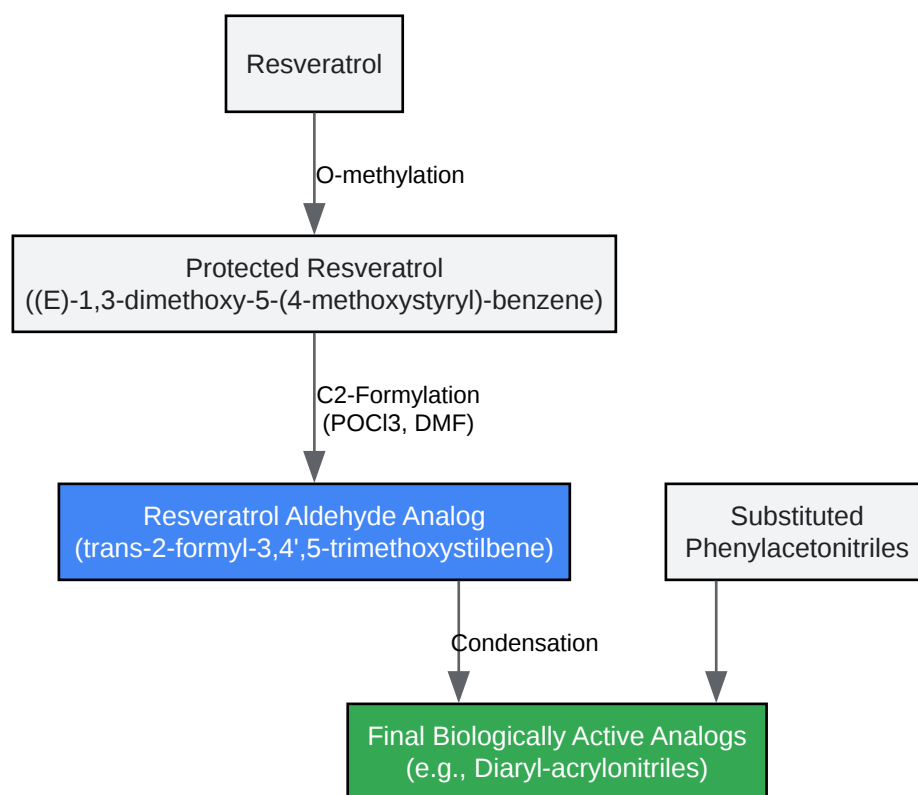 Resveratrol
O-methylation
Protected Resveratrol
((E)-1,3-dimethoxy-5-(4-methoxystyryl)-benzene)
C2-Formylation
(POCl3, DMF)
Resveratrol Aldehyde Analog
(trans-2-formyl-3,4',5-trimethoxystilbene)
Substituted
Phenylacetonitriles
Condensation
Final Biologically Active Analogs
(e.g., Diaryl-acrylonitriles)